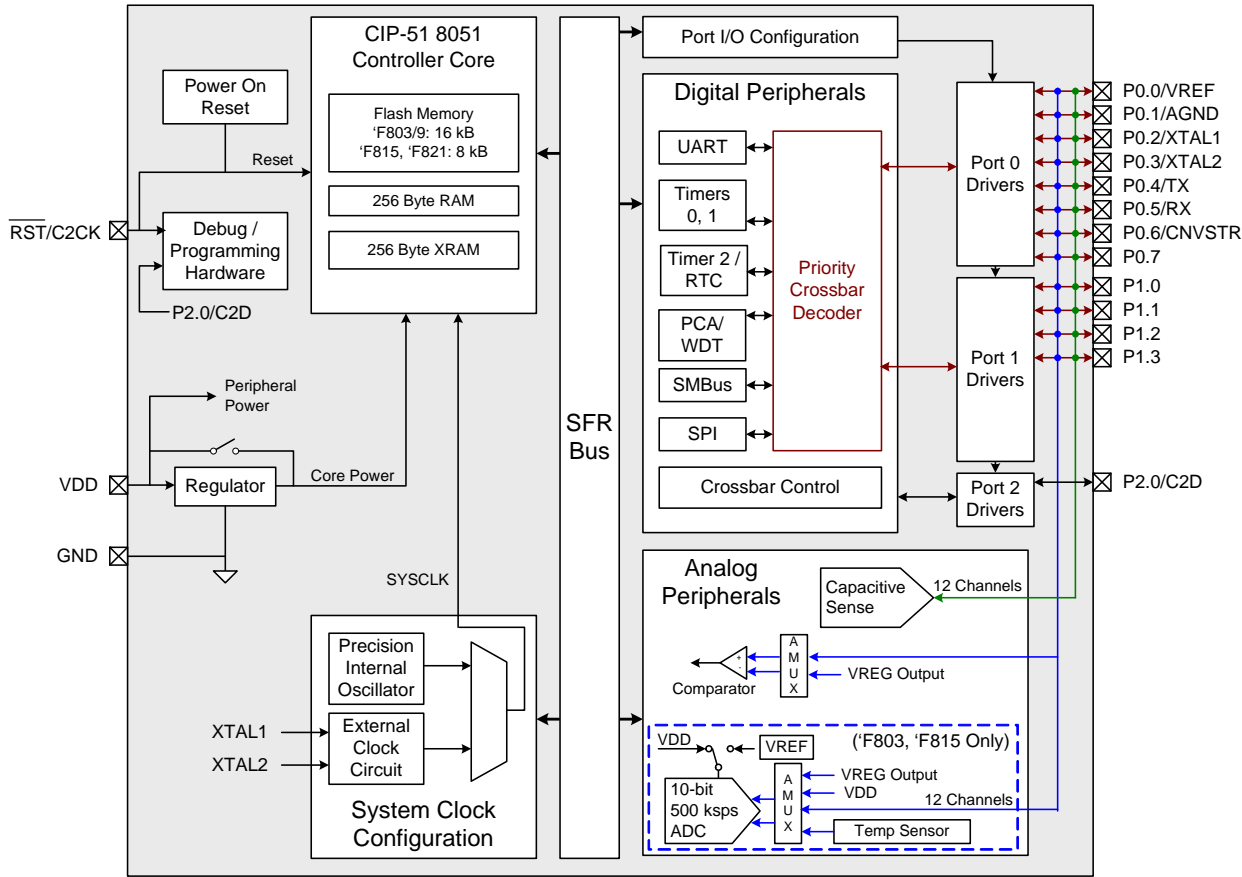 CIP-51 8051
Controller Core
Flash Memory
'F803/9: 16 kB
'F815, 'F821: 8 kB
256 Byte RAM
256 Byte XRAM
Power On
Reset
Reset
RST/C2CK
Debug /
Programming
Hardware
P2.0/C2D
Peripheral
Power
VDD
Regulator
Core Power
GND
SYSCLK
Precision
Internal
Oscillator
XTAL1
XTAL2
External
Clock
Circuit
System Clock
Configuration
SFR
Bus
Port I/O Configuration
Digital Peripherals
UART
Timers
0, 1
Timer 2 /
RTC
PCA/
WDT
SMBus
SPI
Priority
Crossbar
Decoder
Crossbar Control
Port 0
Drivers
Port 1
Drivers
Port 2
Drivers
P0.0/VREF
P0.1/AGND
P0.2/XTAL1
P0.3/XTAL2
P0.4/TX
P0.5/RX
P0.6/CNVSTR
P0.7
P1.0
P1.1
P1.2
P1.3
P2.0/C2D
Analog
Peripherals
Capacitive
Sense
12 Channels
+
-
Comparator
A
M
U
X
VREG Output
('F803, 'F815 Only)
VDD
VREF
10-bit
500 ksps
ADC
A
M
U
X
VREG Output
VDD
12 Channels
Temp Sensor